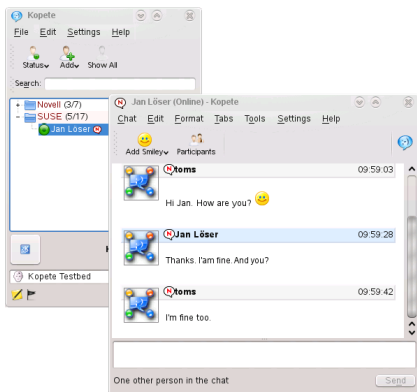 Kopete
File Edit Settings Help
Status Add Show All
Search:
Novell (3/7)
SUSE (5/17)
Jan Löser
Kopete Testbed
Jan Löser (Online) - Kopete
Chat Edit Format Tabs Tools Settings Help
Add Smiley Participants
toms 09:59:03
Hi Jan. How are you?
Jan Löser 09:59:28
Thanks. I'am fine. And you?
toms 09:59:42
I'm fine too.
One other person in the chat
Send